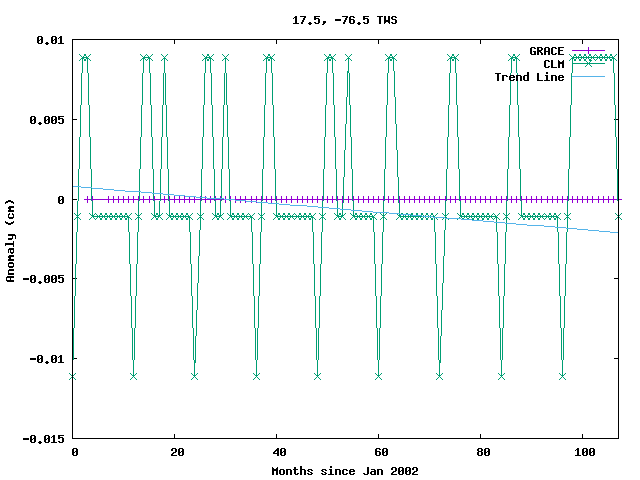 17.5, -76.5 TWS
0.01
GRACE
CLM
Trend Line
0.005
0
Anomaly (cm)
-0.005
-0.01
-0.015
0 20 40 60 80 100
Months since Jan 2002